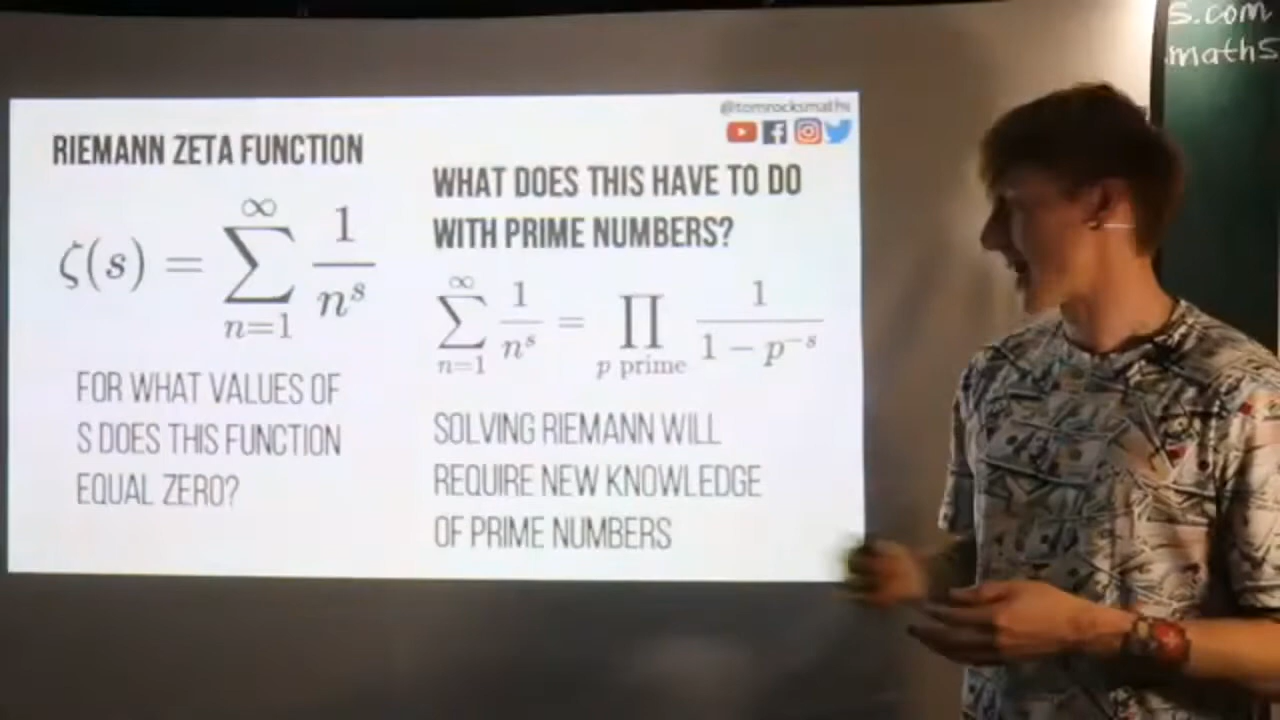 5.com
maths
@tomrocksmaths
RIEMANN ZETA FUNCTION
ζ(s) = ∑_{n=1}^{∞} 1/n^s
FOR WHAT VALUES OF
S DOES THIS FUNCTION
EQUAL ZERO?
WHAT DOES THIS HAVE TO DO
WITH PRIME NUMBERS?
∑_{n=1}^{∞} 1/n^s = ∏_{p prime} 1/(1 − p^{−s})
SOLVING RIEMANN WILL
REQUIRE NEW KNOWLEDGE
OF PRIME NUMBERS